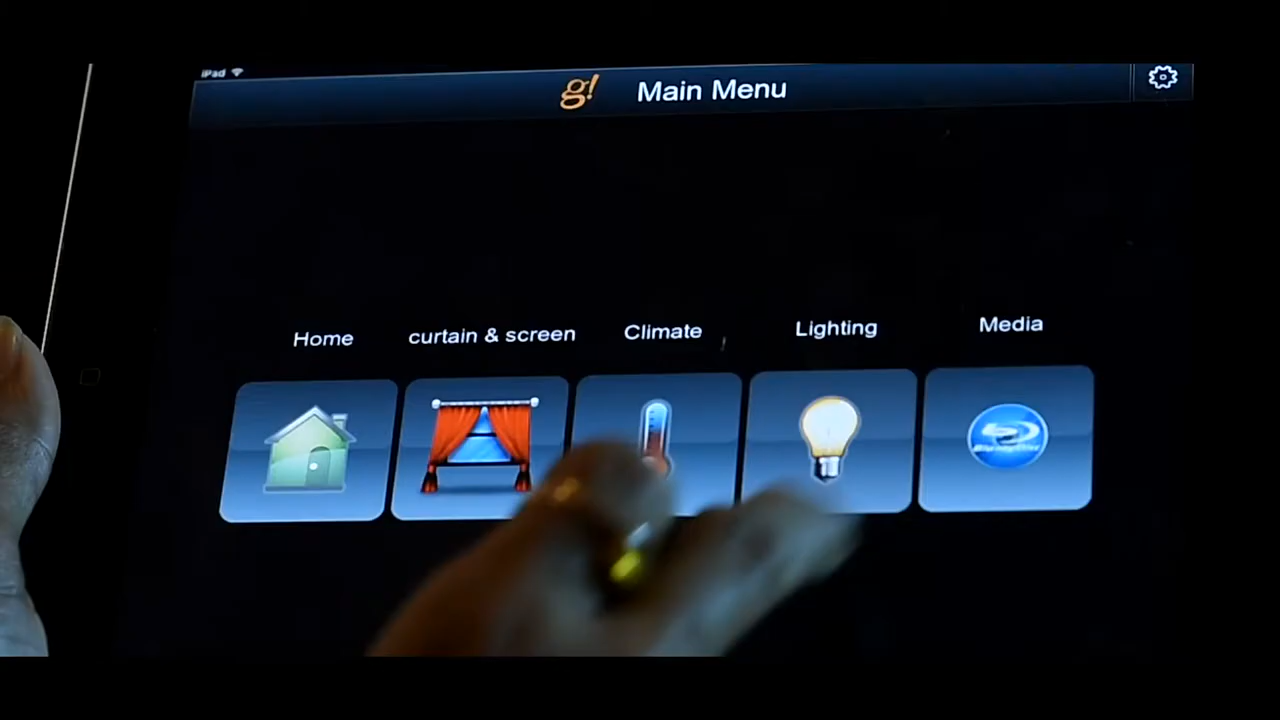 iPad
g! Main Menu
Home
curtain & screen
Climate
Lighting
Media